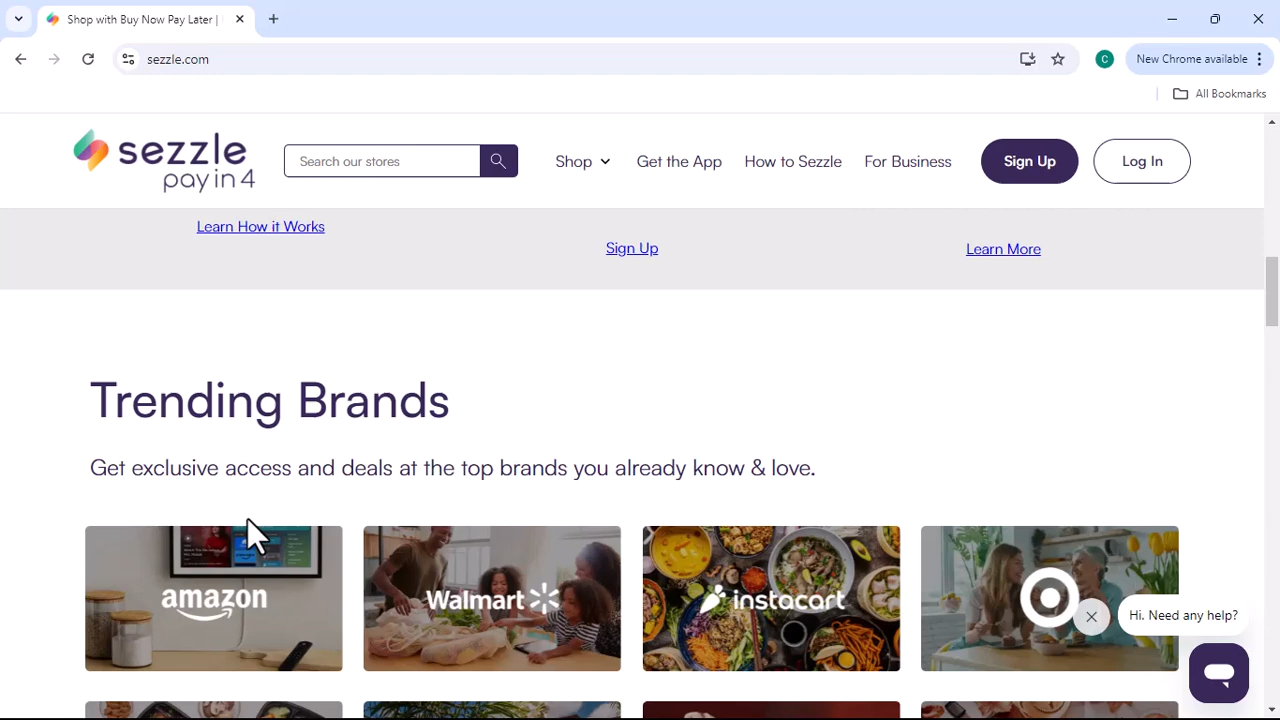 Shop with Buy Now Pay Later |
sezzle.com
C
New Chrome available
All Bookmarks
sezzle
pay in 4
Search our stores
Shop
Get the App
How to Sezzle
For Business
Sign Up
Log In
Learn How it Works
Sign Up
Learn More
Trending Brands
Get exclusive access and deals at the top brands you already know & love.
amazon
Walmart
instacart
Hi. Need any help?